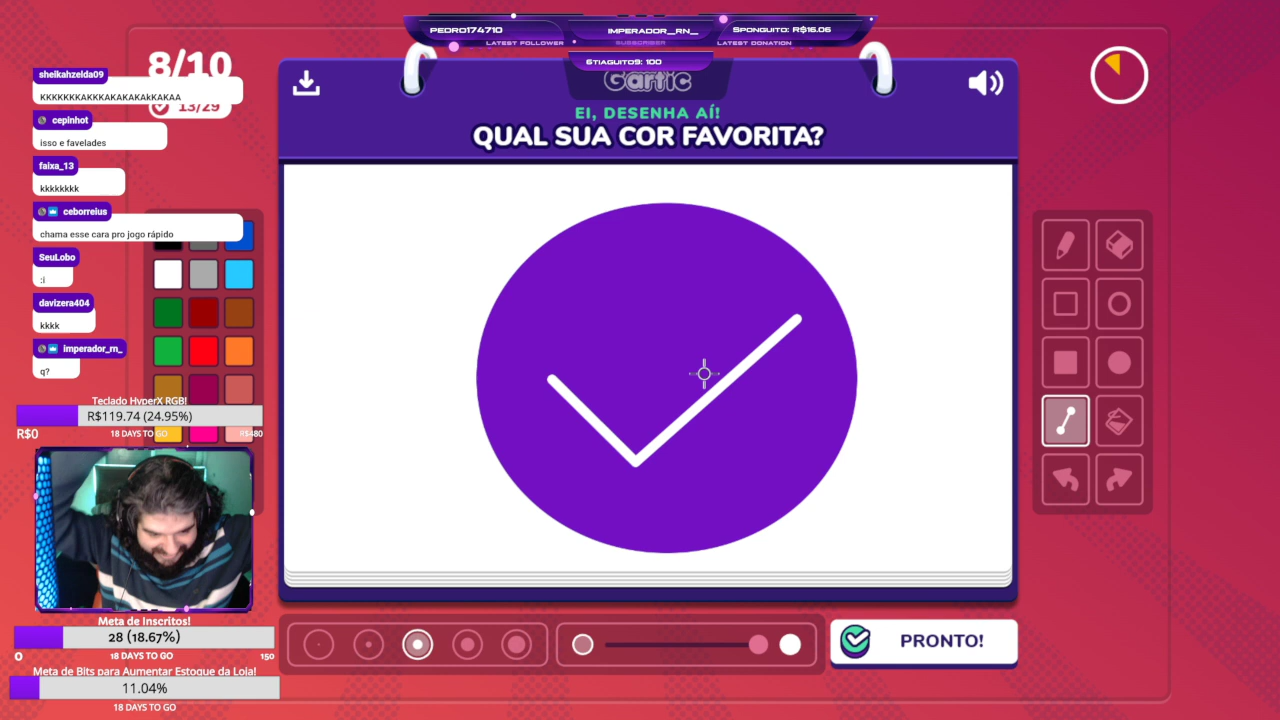 PEDRO174710
LATEST FOLLOWER
IMPERADOR_RN_
SUBSCRIBER
SPONGUITO: R$16.06
LATEST DONATION
6TIAGUITO9: 100
Gartic
EI, DESENHA AÍ!
QUAL SUA COR FAVORITA?
8/10
13/29
sheikahzelda09
KKKKKKKAKKKAKAKAKAkKAKAA
cepinhot
isso e favelades
faixa_13
kkkkkkkk
ceborreius
chama esse cara pro jogo rápido
SeuLobo
:i
davizera404
kkkk
imperador_rn_
q?
Teclado HyperX RGB!
R$119.74 (24.95%)
R$0
18 DAYS TO GO
R$480
Meta de Inscritos!
28 (18.67%)
0
18 DAYS TO GO
150
Meta de Bits para Aumentar Estoque da Loja!
11.04%
18 DAYS TO GO
PRONTO!